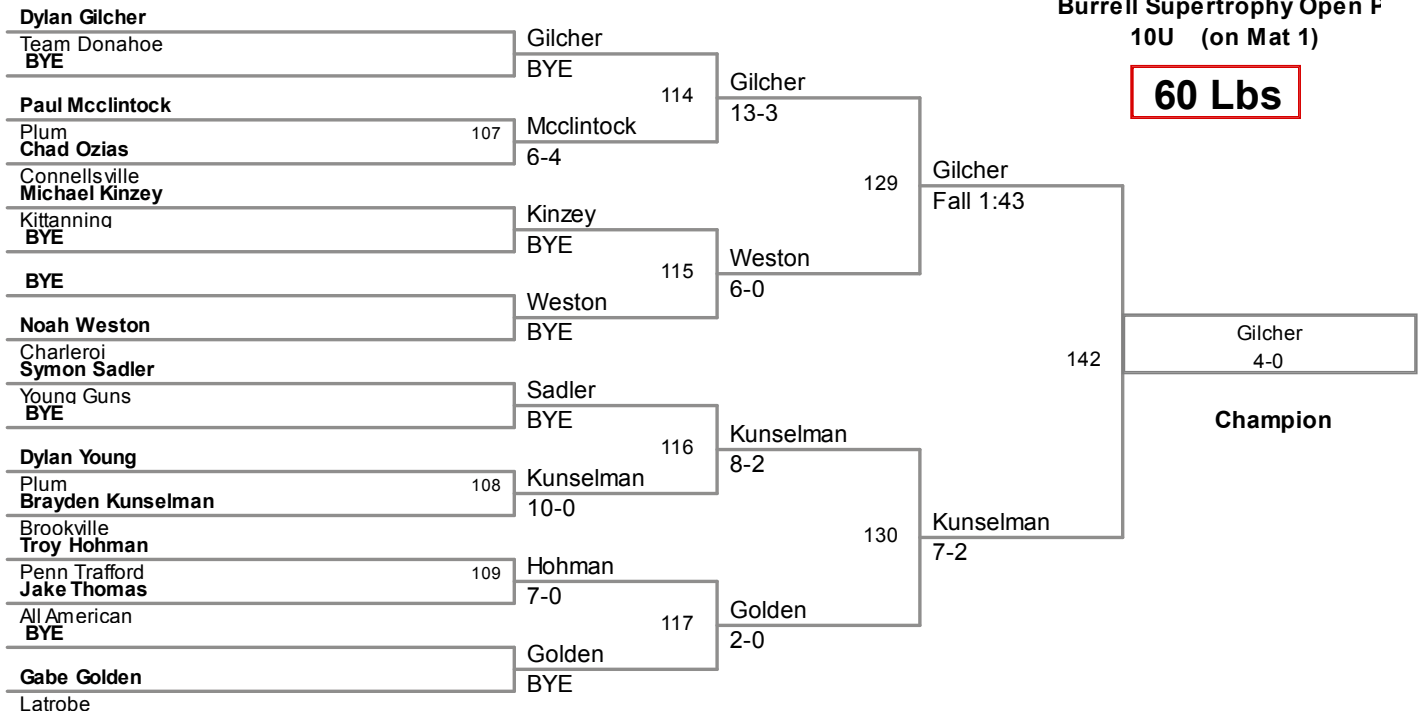 Burrell Supertrophy Open
10U (on Mat 1)
60 Lbs
Dylan Gilcher
Team Donahoe
BYE
Paul Mcclintock
Plum
Chad Ozias
Connellsville
Michael Kinzey
Kittanning
BYE
BYE
Noah Weston
Charleroi
Symon Sadler
Young Guns
BYE
Dylan Young
Plum
Brayden Kunselman
Brookville
Troy Hohman
Penn Trafford
Jake Thomas
All American
BYE
Gabe Golden
Latrobe
107
108
109
Gilcher
BYE
Mcclintock
6-4
Kinzey
BYE
Weston
BYE
Sadler
BYE
Kunselman
10-0
Hohman
7-0
Golden
BYE
114
115
116
117
Gilcher
13-3
Weston
6-0
Kunselman
8-2
Golden
2-0
129
130
Gilcher
Fall 1:43
Kunselman
7-2
142
Gilcher
4-0
Champion